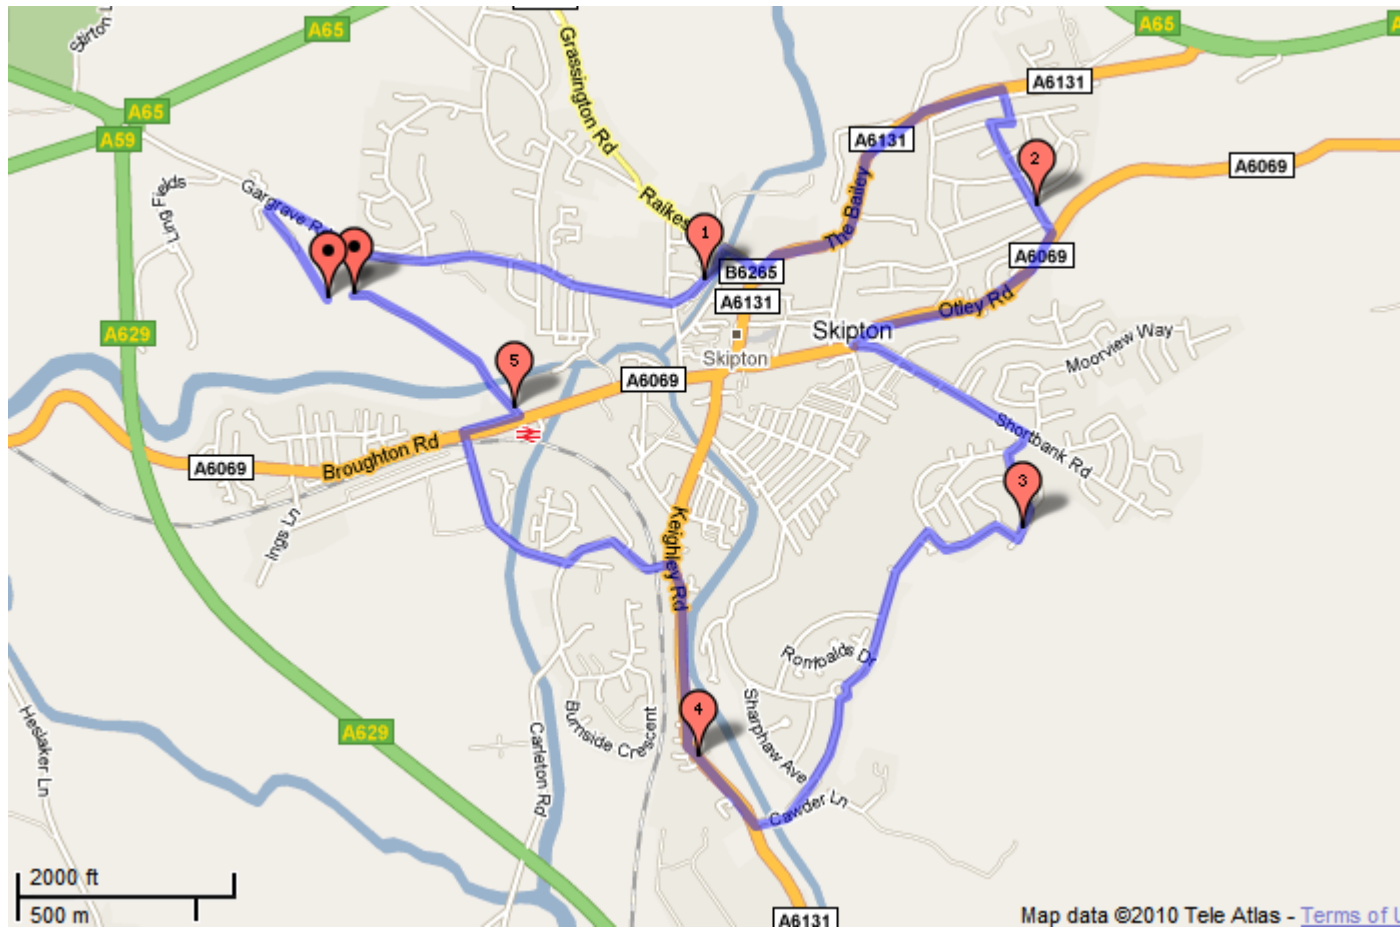 A65
A65
A
Stirton L
Grassington Rd
A6131
A65
A59
A6131
2
A6069
Ling Fields
Gargrave Rd
Raikes
The Bailey
1
B6265
A6069
A6131
Otley Rd
A629
Skipton
Moorview Way
Skipton
5
A6069
Shortbank Rd
Broughton Rd
A6069
3
Ings Ln
Keighley Rd
Rombalds Dr
4
Sharphaw Ave
Burnside Crescent
A629
Carleton Rd
Heslaker Ln
Cawder Ln
2000 ft
500 m
A6131
Map data ©2010 Tele Atlas - Terms of U